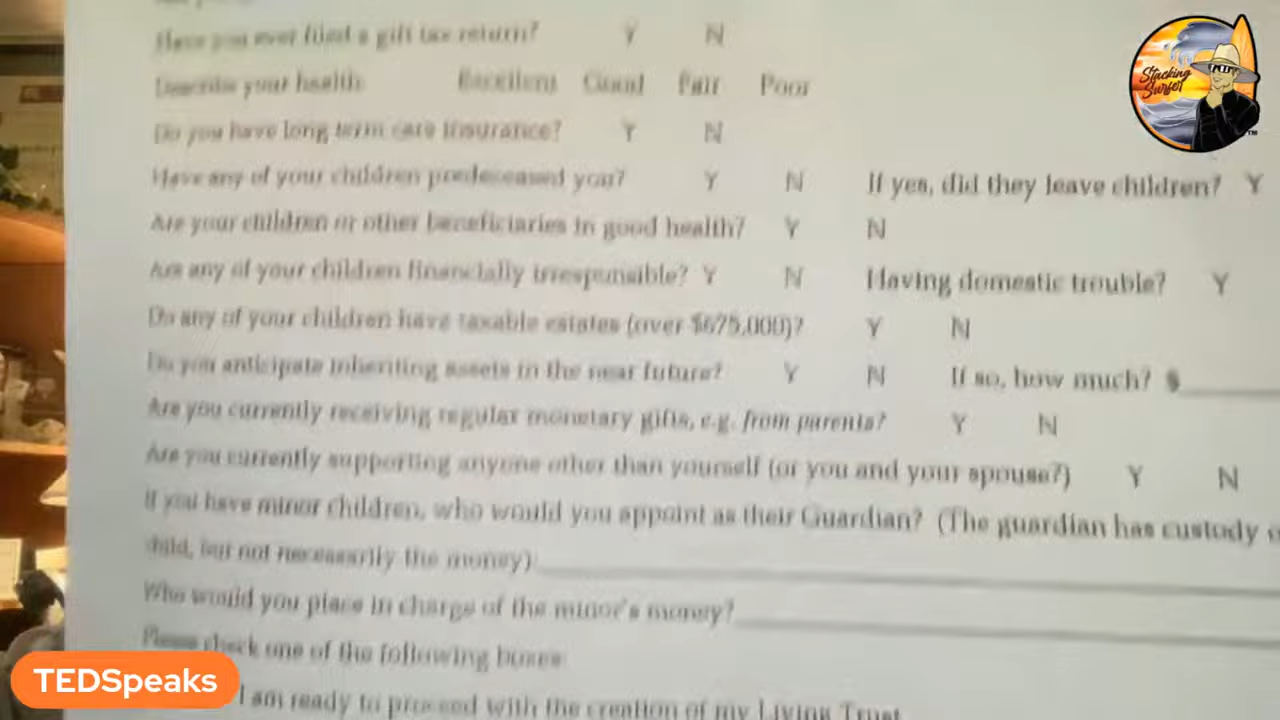 Have you ever filed a gift tax return? Y N
Describe your health: Excellent Good Fair Poor
Do you have long term care insurance? Y N
Have any of your children predeceased you? Y N If yes, did they leave children? Y
Are your children or other beneficiaries in good health? Y N
Are any of your children financially irresponsible? Y N Having domestic trouble? Y
Do any of your children have taxable estates (over $675,000)? Y N
Do you anticipate inheriting assets in the near future? Y N If so, how much? $
Are you currently receiving regular monetary gifts, e.g. from parents? Y N
Are you currently supporting anyone other than yourself (or you and your spouse?) Y N
If you have minor children, who would you appoint as their Guardian? (The guardian has custody
child, but not necessarily the money)
Who would you place in charge of the minor's money?
Please check one of the following boxes:
I am ready to proceed with the creation of my Living Trust
Stacking
Surfer
TM
TEDSpeaks